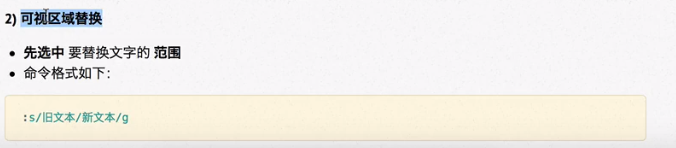 2) 可视区域替换
• 先选中 要替换文字的 范围
• 命令格式如下:
:s/旧文本/新文本/g